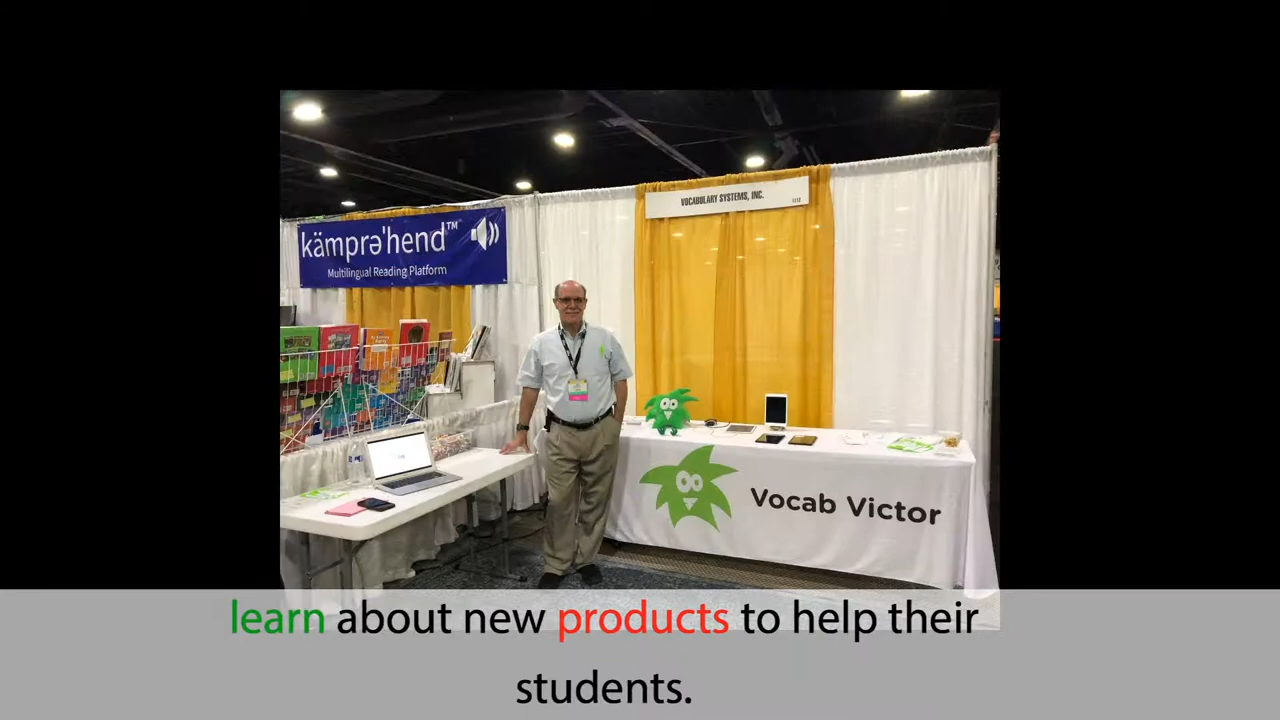 VOCABULARY SYSTEMS, INC.
kämprə'hend™
Multilingual Reading Platform
Vocab Victor
learn about new products to help their
students.